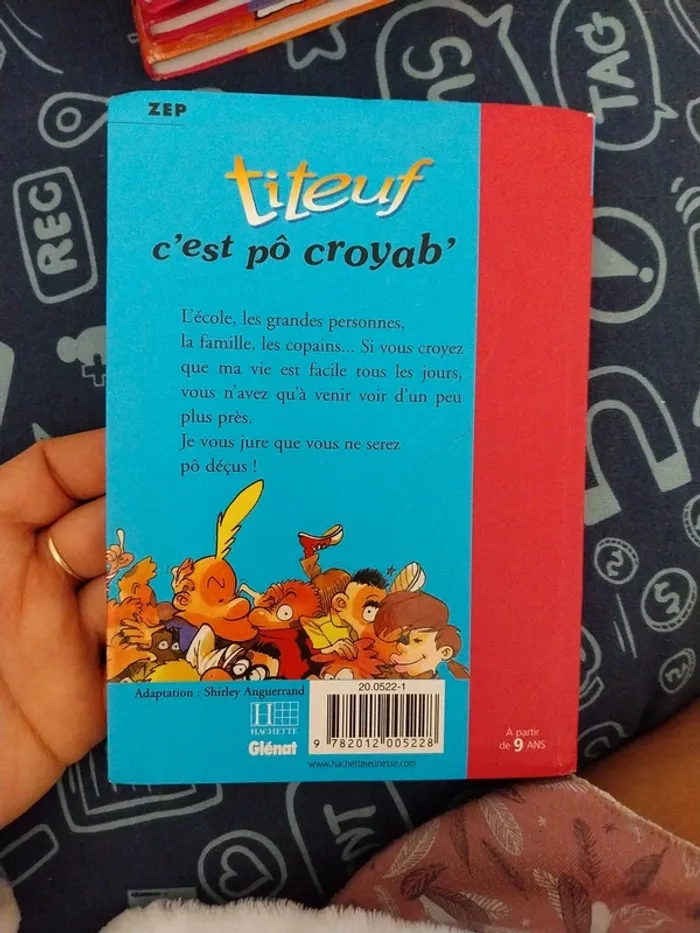 ZEP
titeuf
c'est pô croyab'
L'école, les grandes personnes,
la famille, les copains... Si vous croyez
que ma vie est facile tous les jours,
vous n'avez qu'à venir voir d'un peu
plus près.
Je vous jure que vous ne serez
pô déçus !
Adaptation : Shirley Anguerrand
H
HACHETTE
Glénat
20.0522-1
9 782012 005228
www.hachettejeunesse.com
A partir
de 9 ANS
TAG
REC